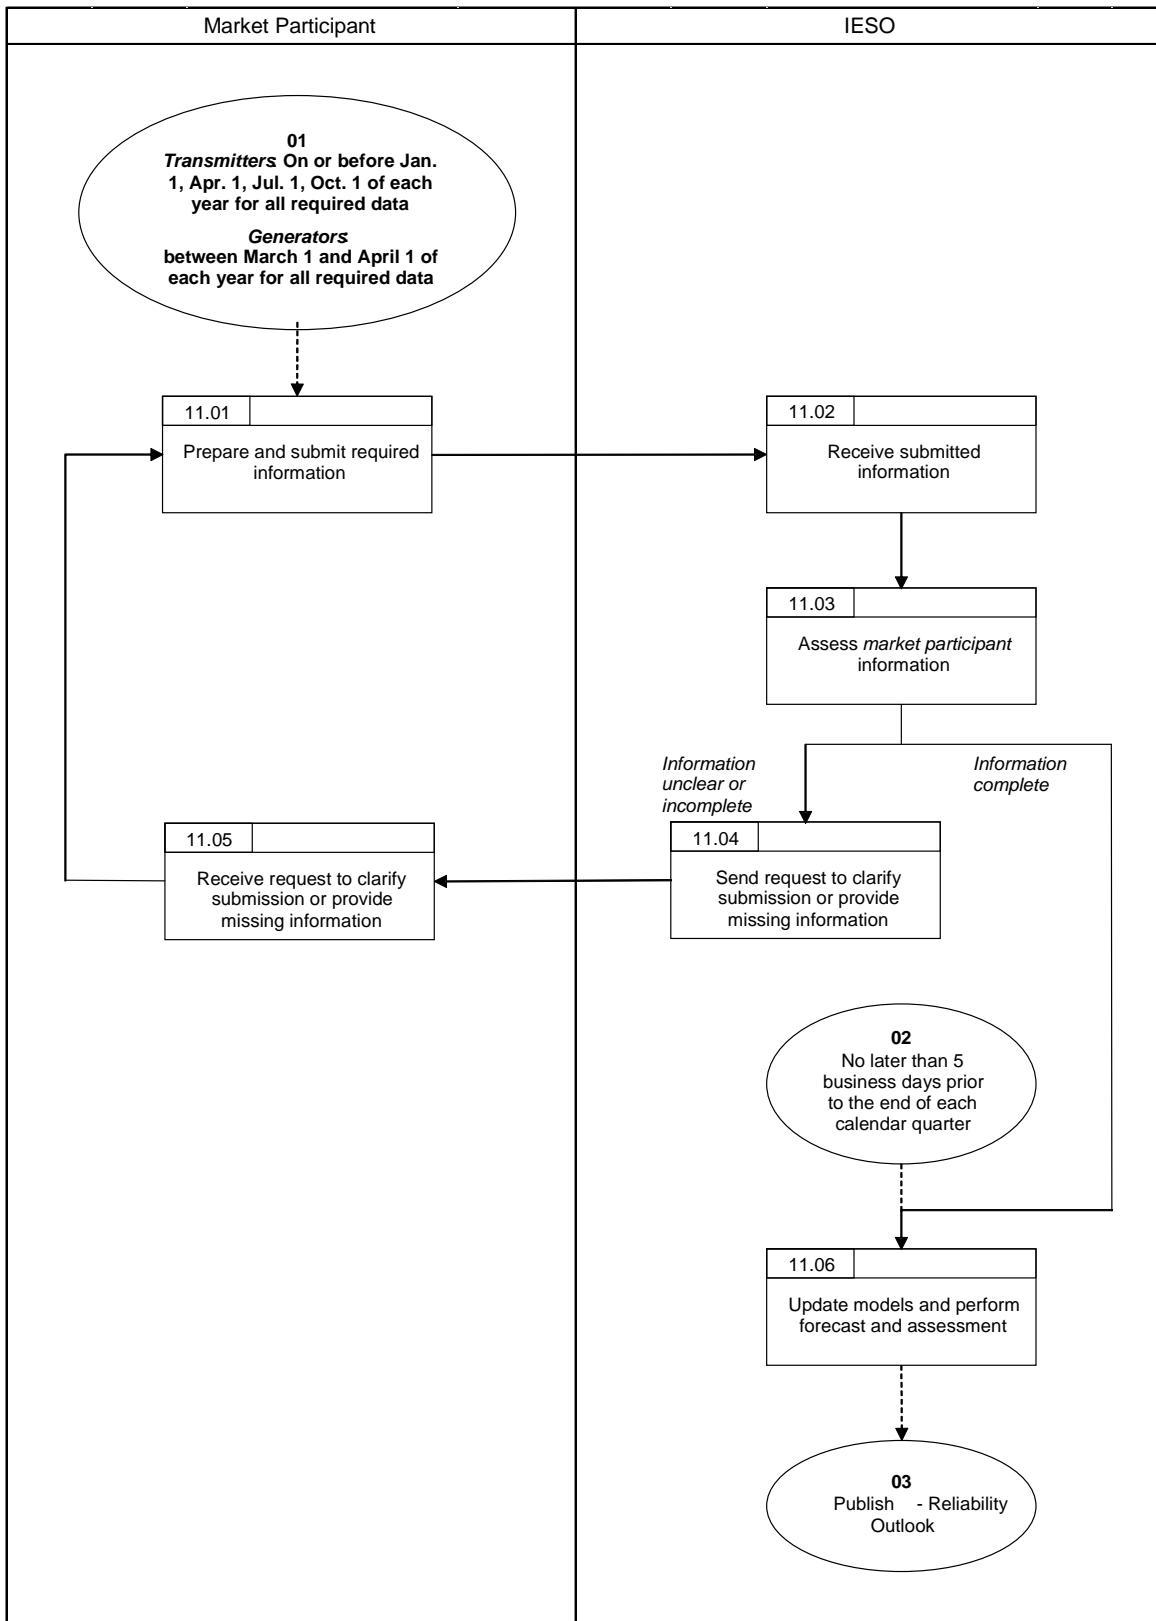 Market Participant
IESO
01
Transmitters: On or before Jan.
1, Apr. 1, Jul. 1, Oct. 1 of each
year for all required data
Generators:
between March 1 and April 1 of
each year for all required data
11.01
Prepare and submit required
information
11.02
Receive submitted
information
11.03
Assess market participant
information
Information
unclear or
incomplete
Information
complete
11.05
Receive request to clarify
submission or provide
missing information
11.04
Send request to clarify
submission or provide
missing information
02
No later than 5
business days prior
to the end of each
calendar quarter
11.06
Update models and perform
forecast and assessment
03
Publish - Reliability
Outlook